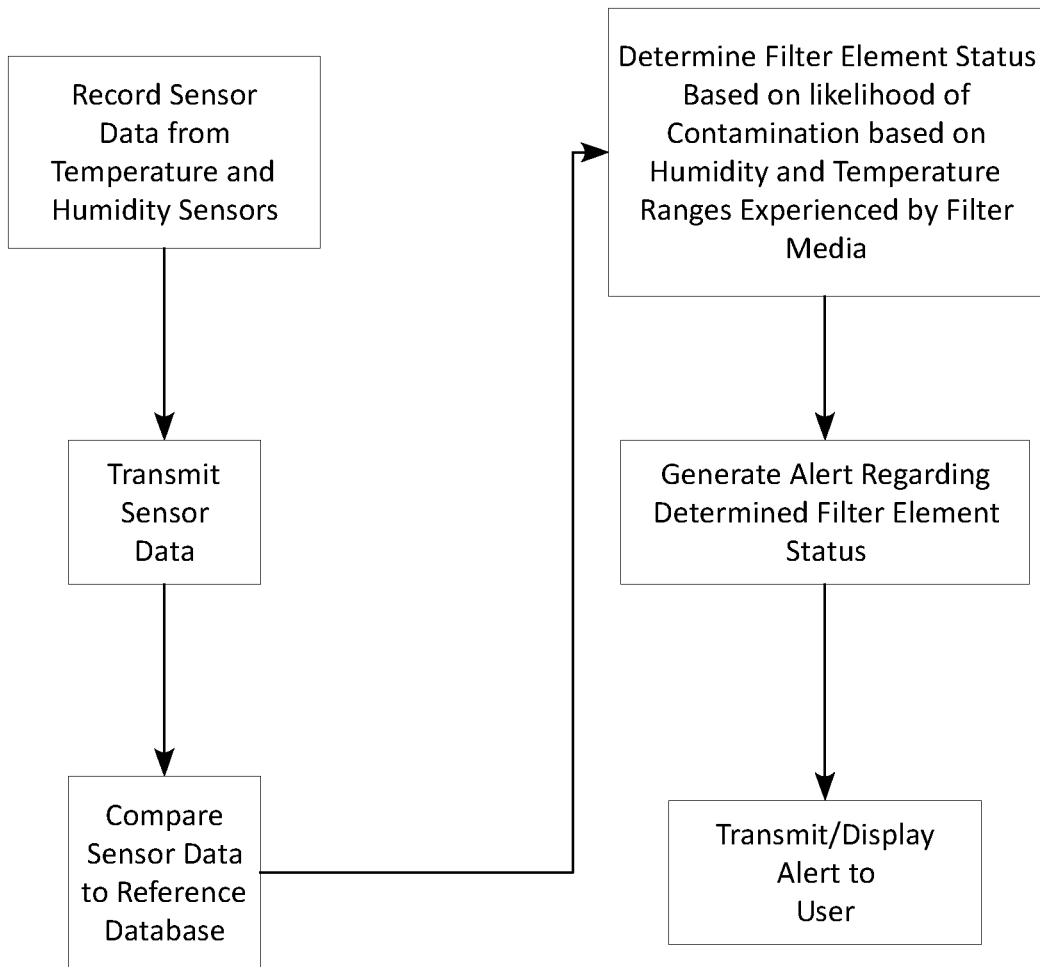 Record Sensor
Data from
Temperature and
Humidity Sensors
Transmit
Sensor
Data
Compare
Sensor Data
to Reference
Database
Determine Filter Element Status
Based on likelihood of
Contamination based on
Humidity and Temperature
Ranges Experienced by Filter
Media
Generate Alert Regarding
Determined Filter Element
Status
Transmit/Display
Alert to
User